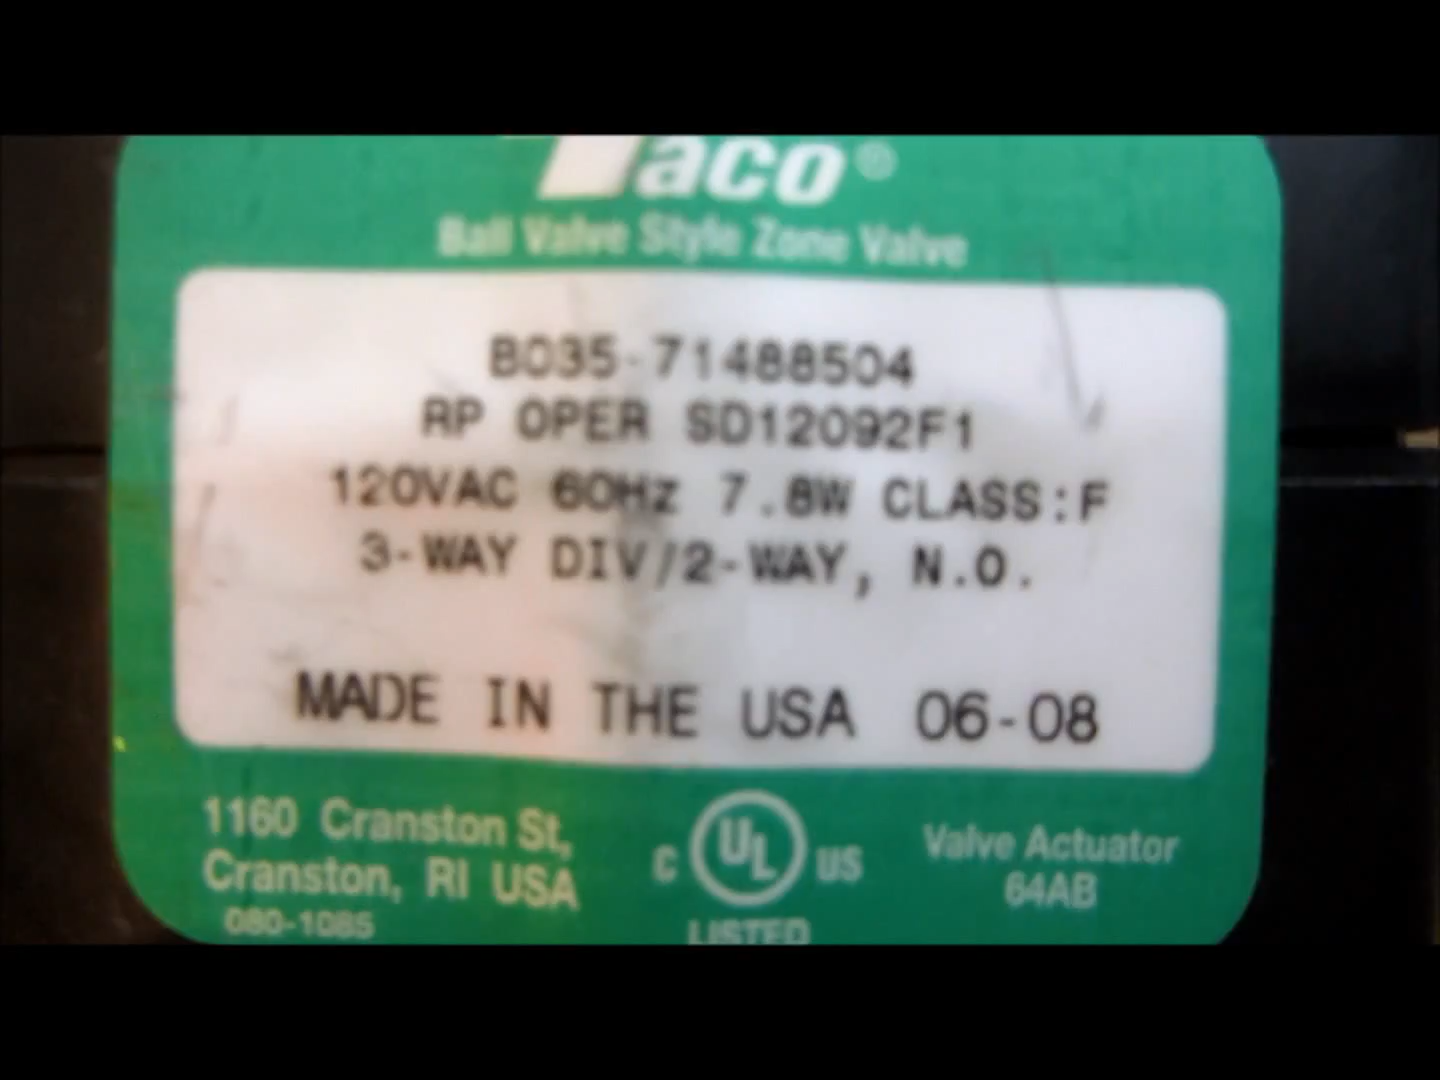 Taco®
Ball Valve Style Zone Valve
B035-71488504
RP OPER SD12092F1
120VAC 60Hz 7.8W CLASS:F
3-WAY DIV/2-WAY, N.O.
MADE IN THE USA 06-08
1160 Cranston St,
Cranston, RI USA
080-1085
C UL US
LISTED
Valve Actuator
64AB